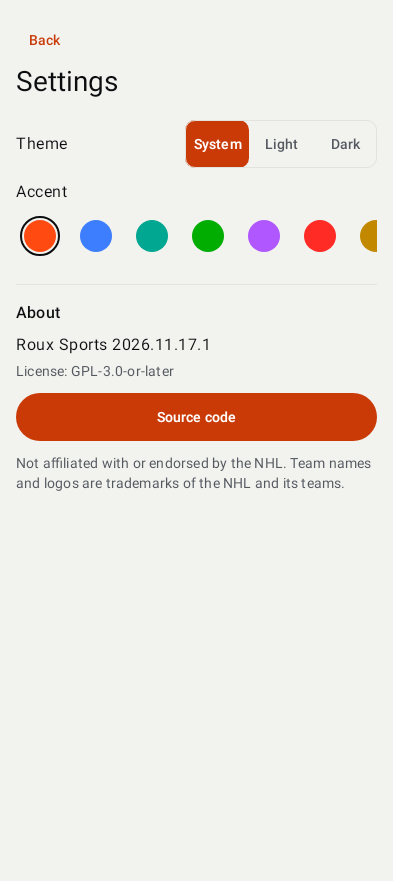 Back
Settings
Theme
System Light Dark
Accent
About
Roux Sports 2026.11.17.1
License: GPL-3.0-or-later
Source code
Not affiliated with or endorsed by the NHL. Team names
and logos are trademarks of the NHL and its teams.